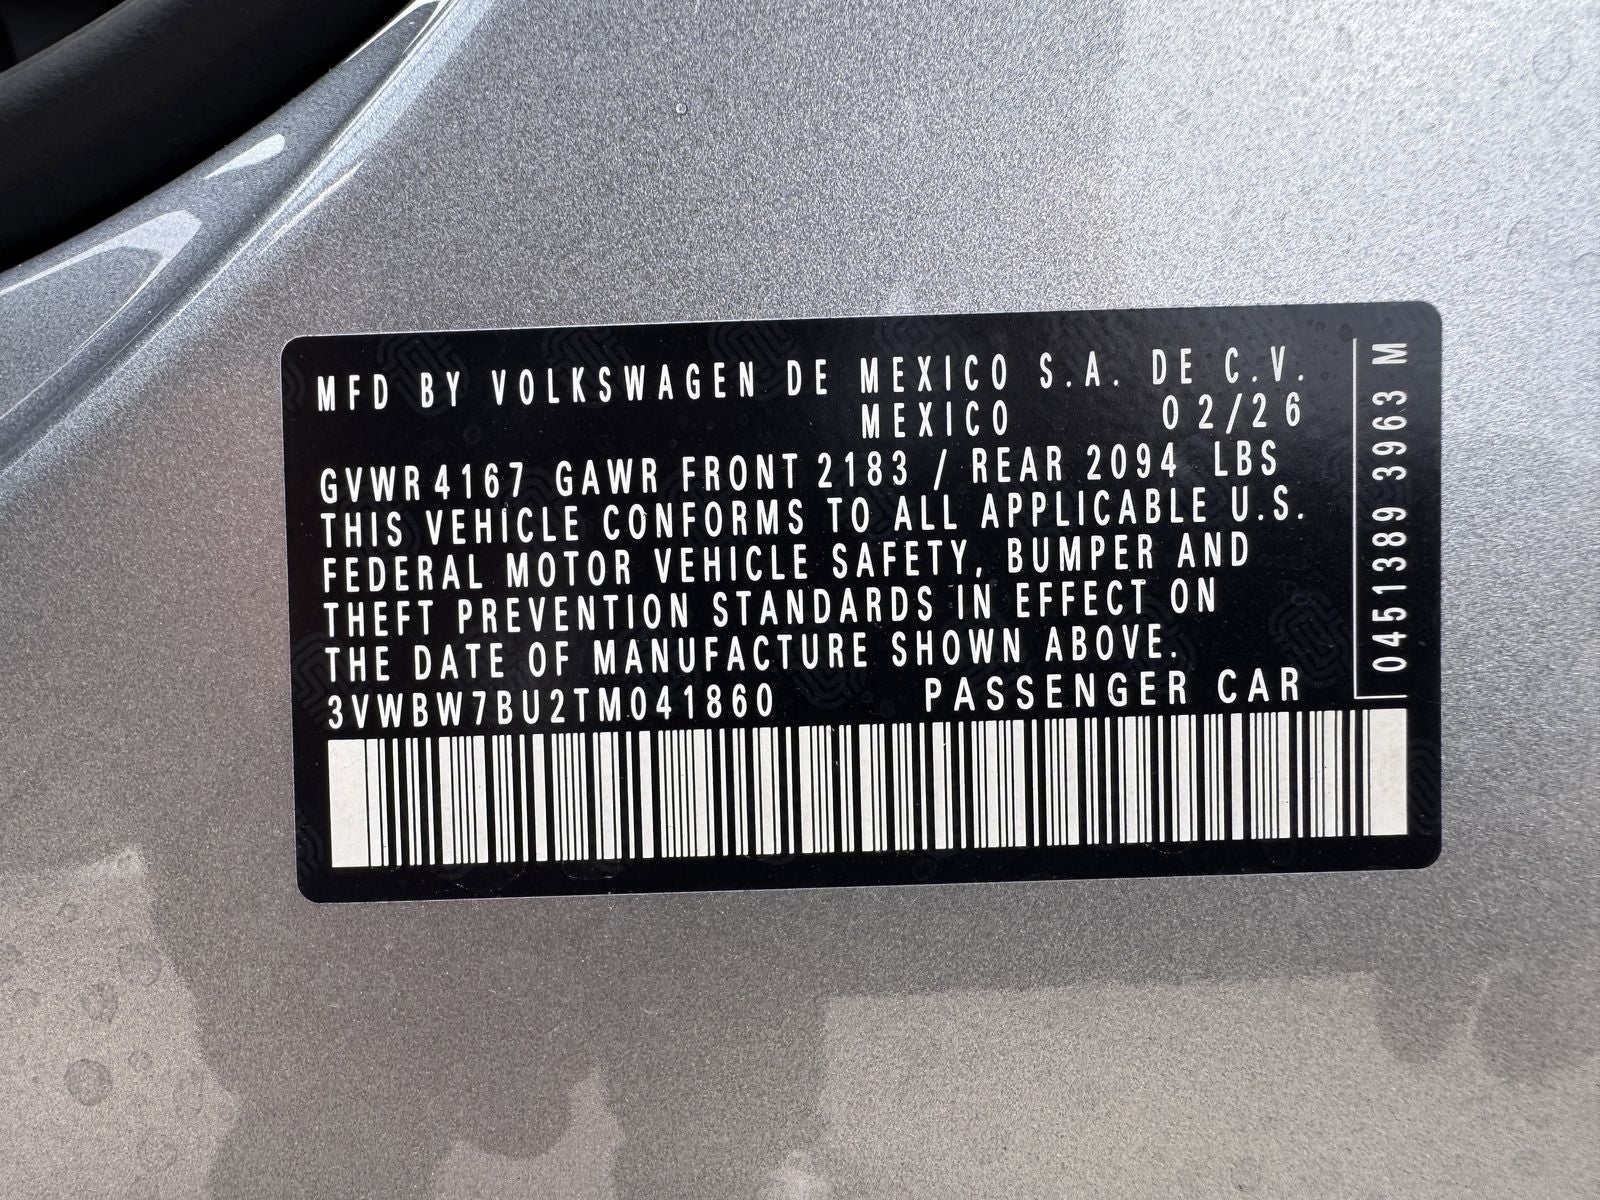 MFD BY VOLKSWAGEN DE MEXICO S.A. DE C.V.
MEXICO 02/26
GVWR 4167 GAWR FRONT 2183 / REAR 2094 LBS
THIS VEHICLE CONFORMS TO ALL APPLICABLE U.S.
FEDERAL MOTOR VEHICLE SAFETY, BUMPER AND
THEFT PREVENTION STANDARDS IN EFFECT ON
THE DATE OF MANUFACTURE SHOWN ABOVE.
3VWBW7BU2TM041860 PASSENGER CAR
0451389 3963 M